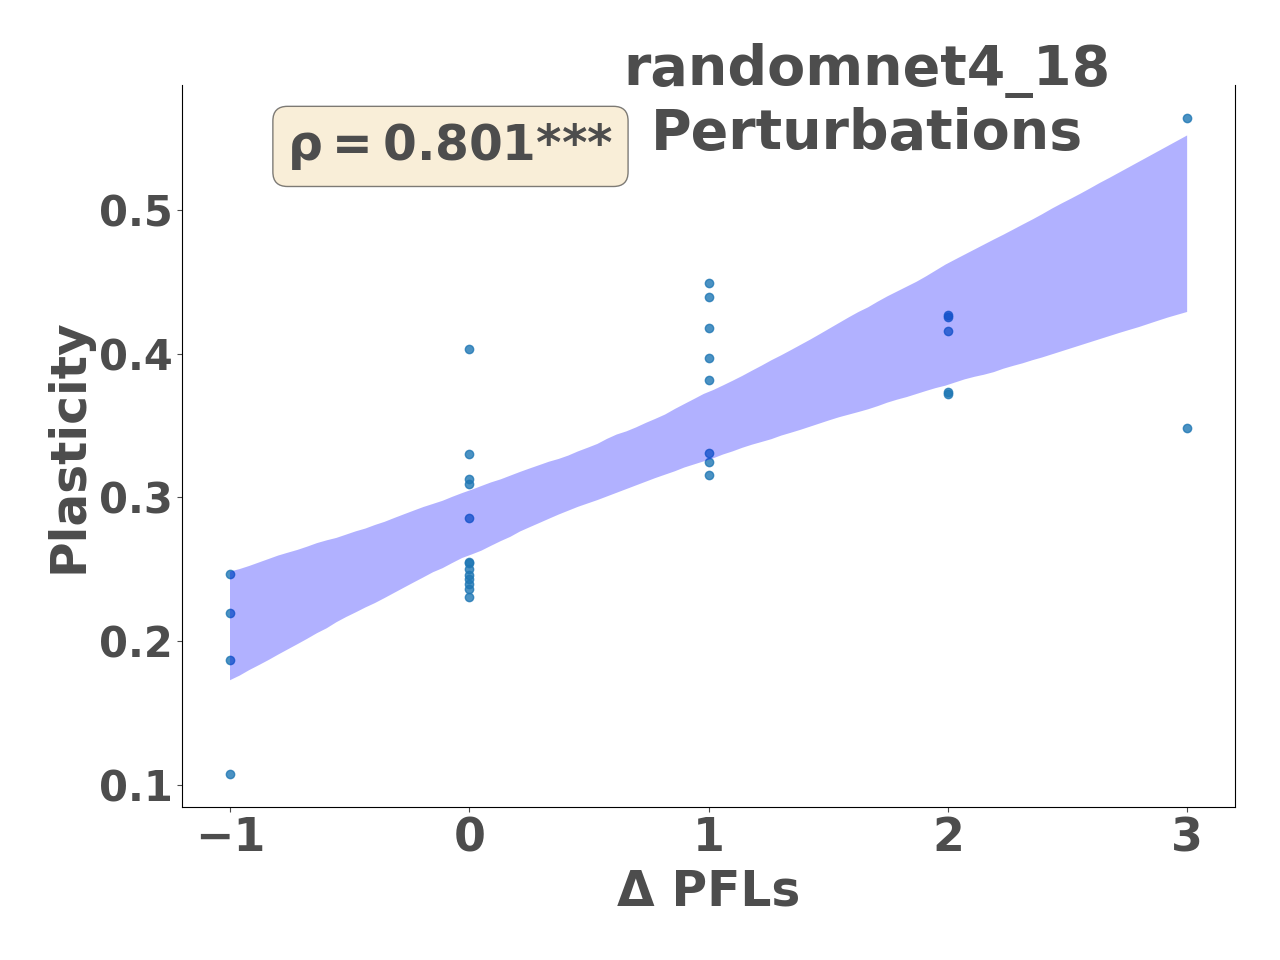 randomnet4_18
Perturbations
ρ = 0.801***
Plasticity
0.5
0.4
0.3
0.2
0.1
−1 0 1 2 3
Δ PFLs